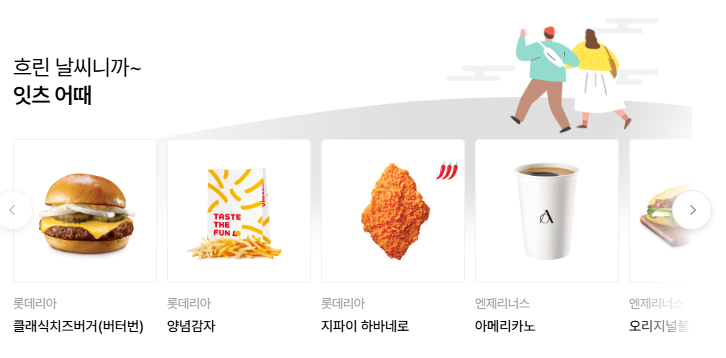 흐린 날씨니까~
잇츠 어때
TASTE
THE
FUN
롯데리아
클래식치즈버거(버터번)
롯데리아
양념감자
롯데리아
지파이 하바네로
엔제리너스
아메리카노
엔제리너스
오리지널불